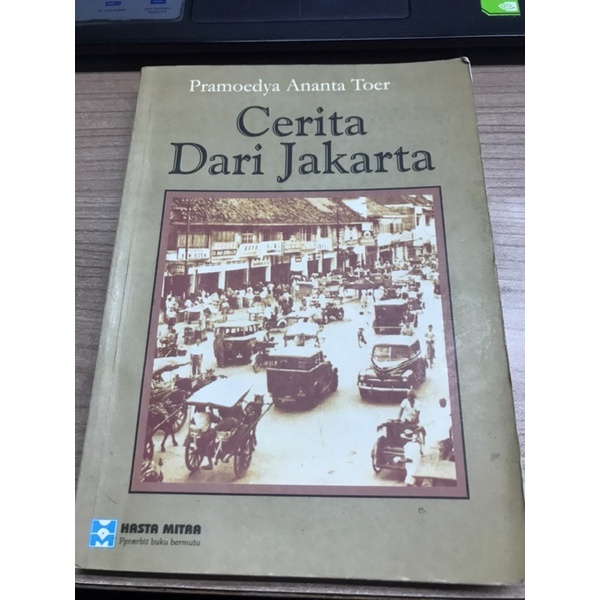 Pramoedya Ananta Toer
Cerita
Dari Jakarta
HASTA MITRA
Penerbit buku bermutu